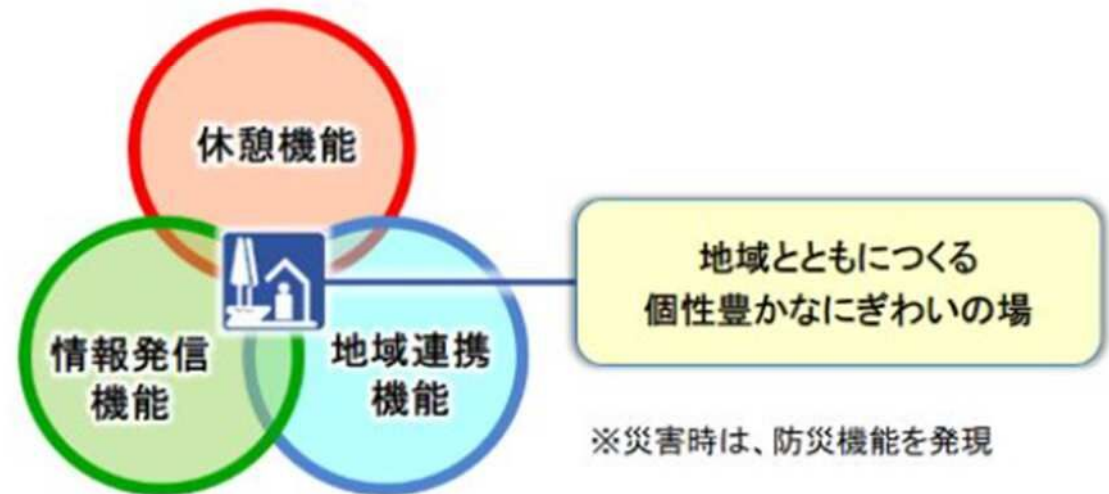 休憩機能
情報発信
機能
地域連携
機能
地域とともにつくる
個性豊かなにぎわいの場
※災害時は、防災機能を発現